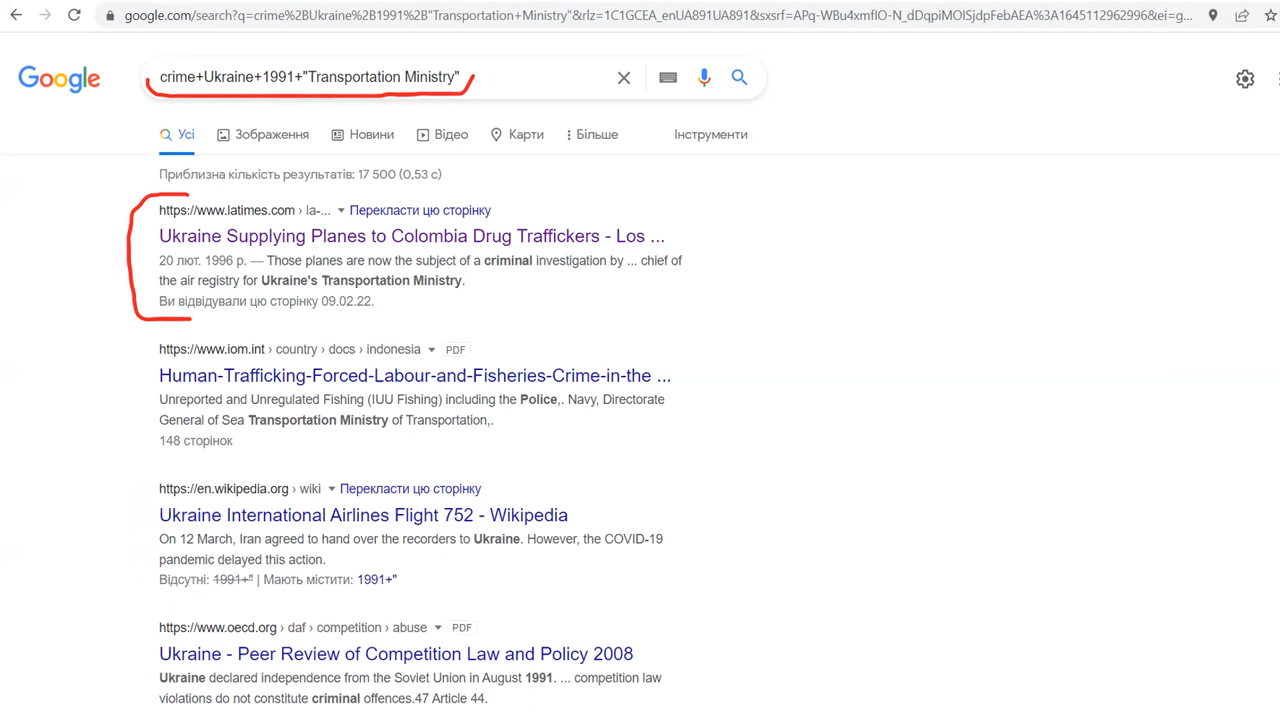 google.com/search?q=crime%2BUkraine%2B1991%2B"Transportation+Ministry"&rlz=1C1GCEA_enUA891UA891&sxsrf=APq-WBu4xmfIO-N_dDqpiMOISjdpFebAEA%3A1645112962996&ei=g...
Google
crime+Ukraine+1991+"Transportation Ministry"
Усі Зображення Новини Відео Карти Більше Інструменти
Приблизна кількість результатів: 17 500 (0,53 с)
https://www.latimes.com › la-... Перекласти цю сторінку
Ukraine Supplying Planes to Colombia Drug Traffickers - Los ...
20 лют. 1996 р. — Those planes are now the subject of a criminal investigation by ... chief of
the air registry for Ukraine's Transportation Ministry.
Ви відвідували цю сторінку 09.02.22.
https://www.iom.int › country › docs › indonesia PDF
Human-Trafficking-Forced-Labour-and-Fisheries-Crime-in-the ...
Unreported and Unregulated Fishing (IUU Fishing) including the Police,. Navy, Directorate
General of Sea Transportation Ministry of Transportation,.
148 сторінок
https://en.wikipedia.org › wiki Перекласти цю сторінку
Ukraine International Airlines Flight 752 - Wikipedia
On 12 March, Iran agreed to hand over the recorders to Ukraine. However, the COVID-19
pandemic delayed this action.
Відсутні: 1991+" | Мають містити: 1991+"
https://www.oecd.org › daf › competition › abuse PDF
Ukraine - Peer Review of Competition Law and Policy 2008
Ukraine declared independence from the Soviet Union in August 1991. ... competition law
violations do not constitute criminal offences.47 Article 44.